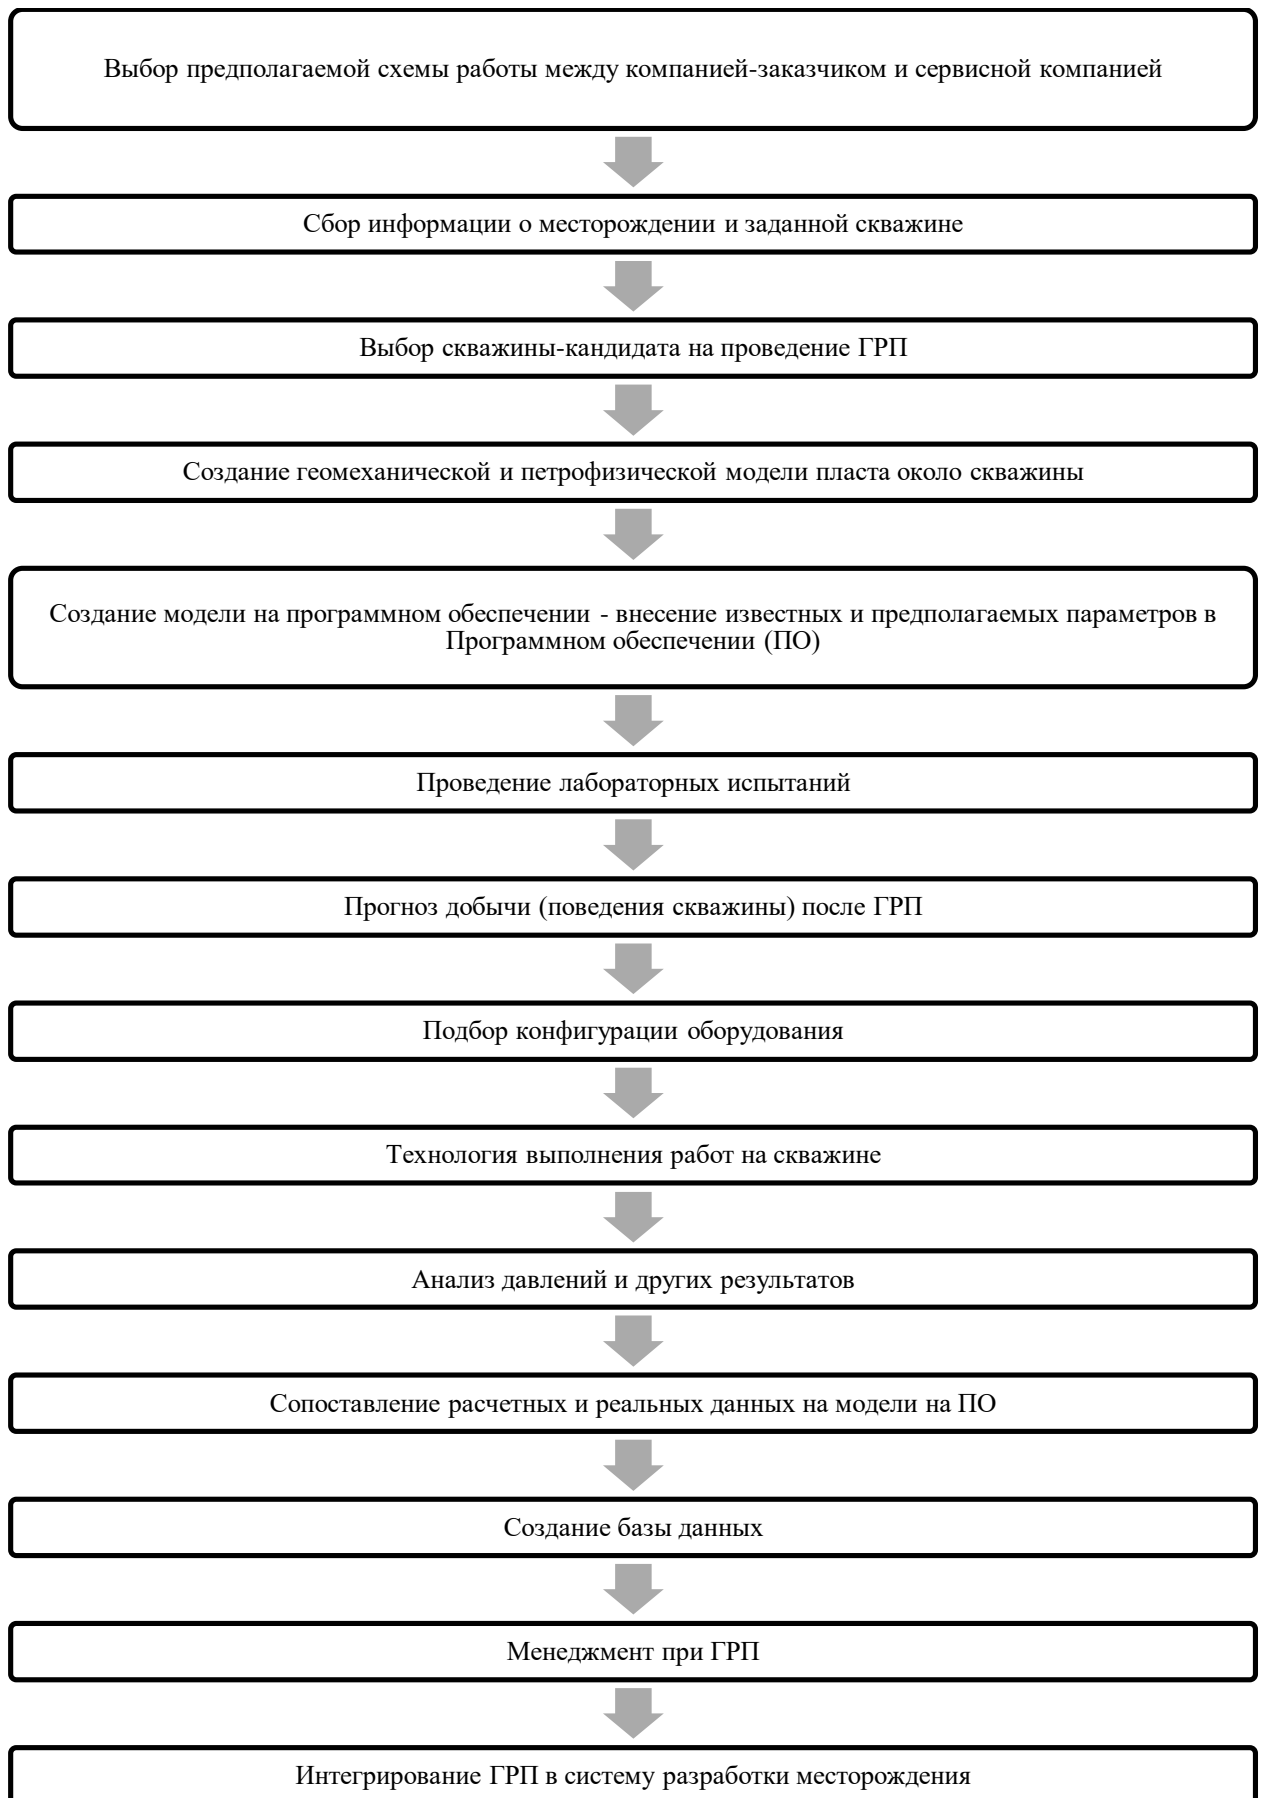 Выбор предполагаемой схемы работы между компанией-заказчиком и сервисной компанией
Сбор информации о месторождении и заданной скважине
Выбор скважины-кандидата на проведение ГРП
Создание геомеханической и петрофизической модели пласта около скважины
Создание модели на программном обеспечении - внесение известных и предполагаемых параметров в
Программном обеспечении (ПО)
Проведение лабораторных испытаний
Прогноз добычи (поведения скважины) после ГРП
Подбор конфигурации оборудования
Технология выполнения работ на скважине
Анализ давлений и других результатов
Сопоставление расчетных и реальных данных на модели на ПО
Создание базы данных
Менеджмент при ГРП
Интегрирование ГРП в систему разработки месторождения